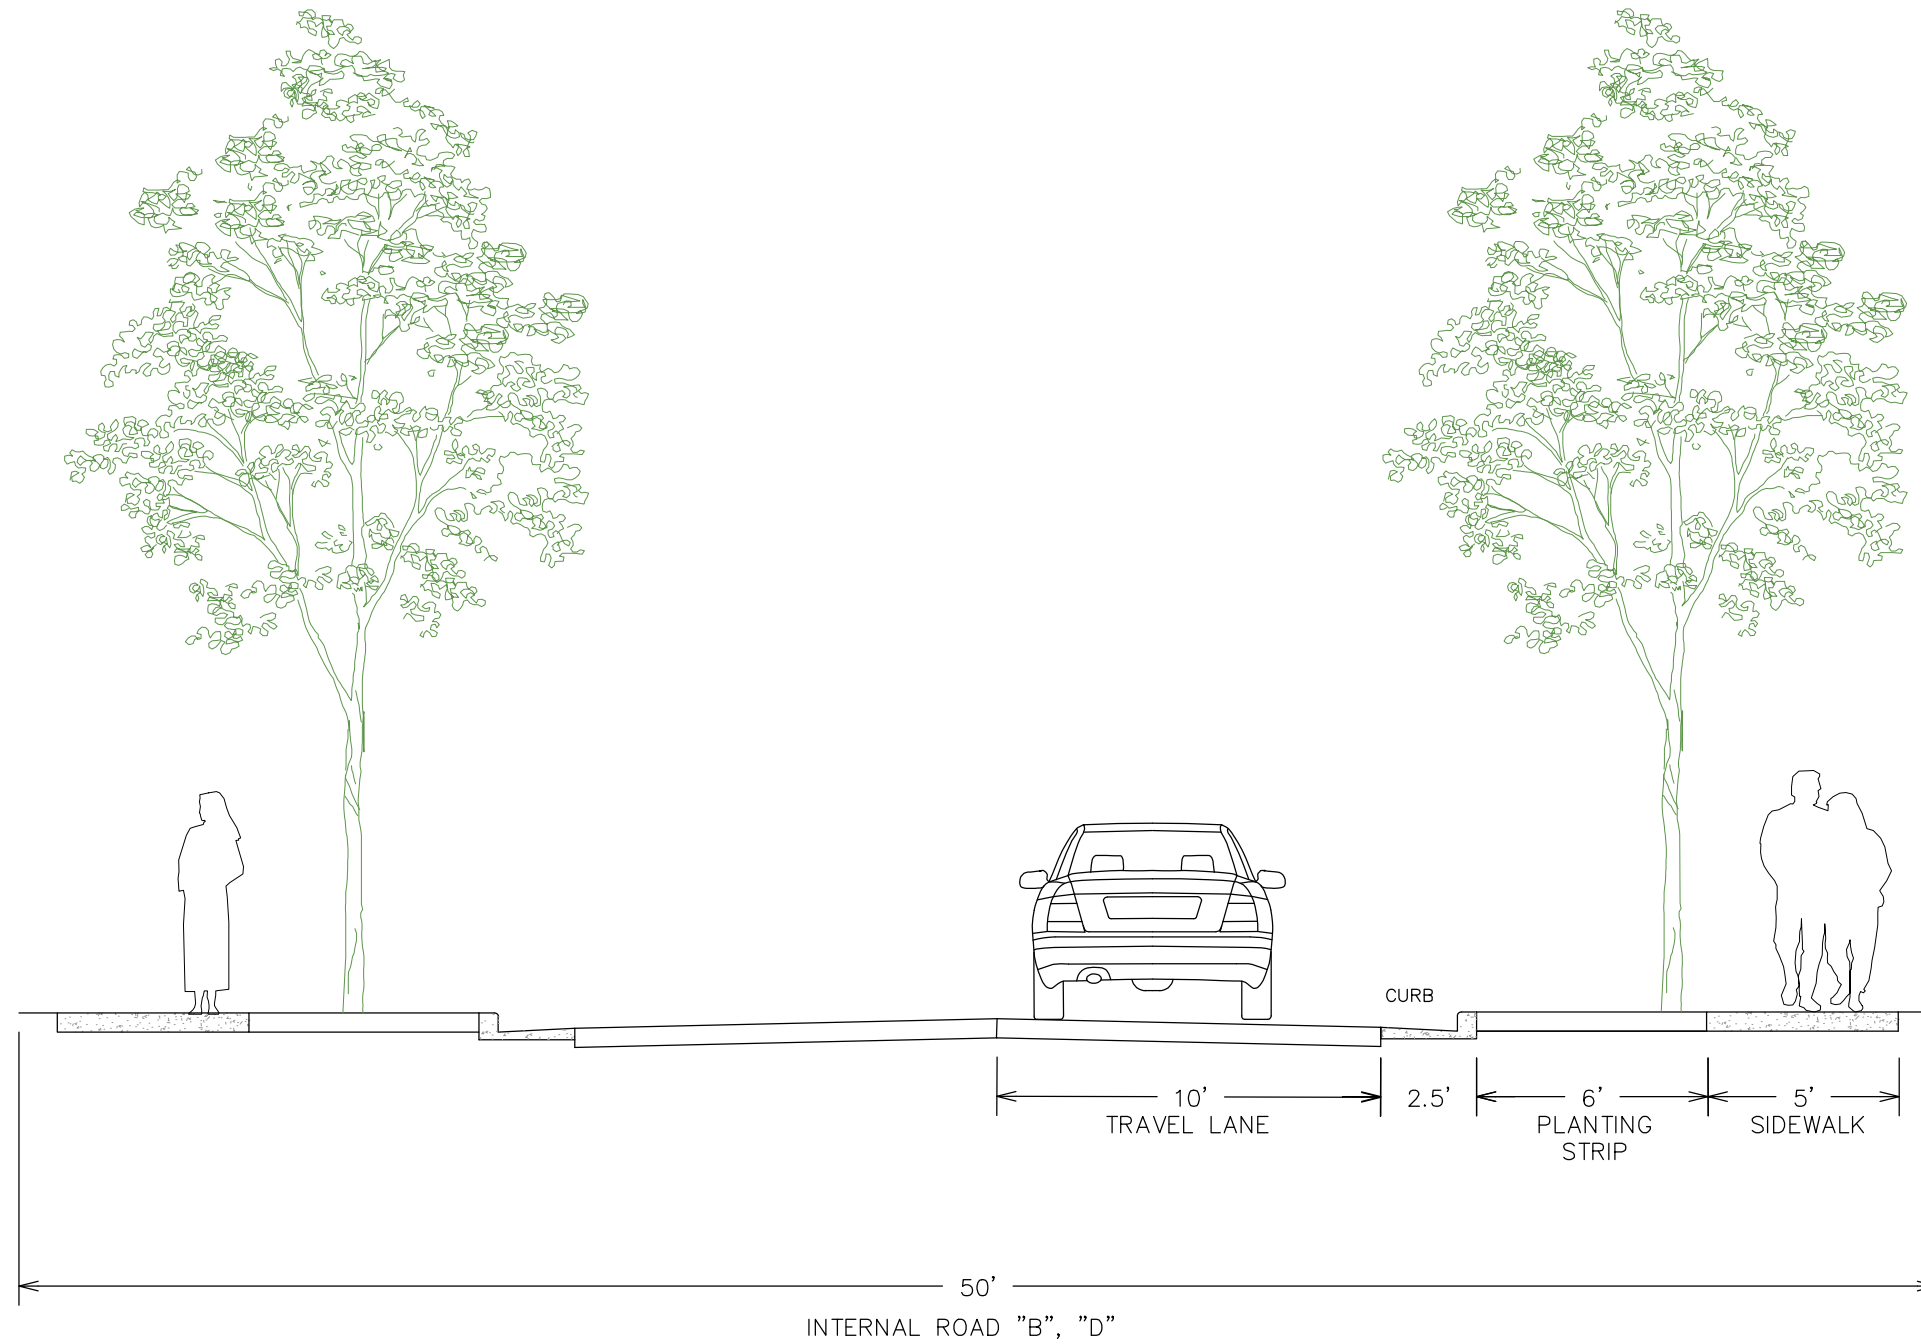 CURB
10' 2.5' 6' 5'
TRAVEL LANE PLANTING SIDEWALK
STRIP
50'
INTERNAL ROAD "B", "D"